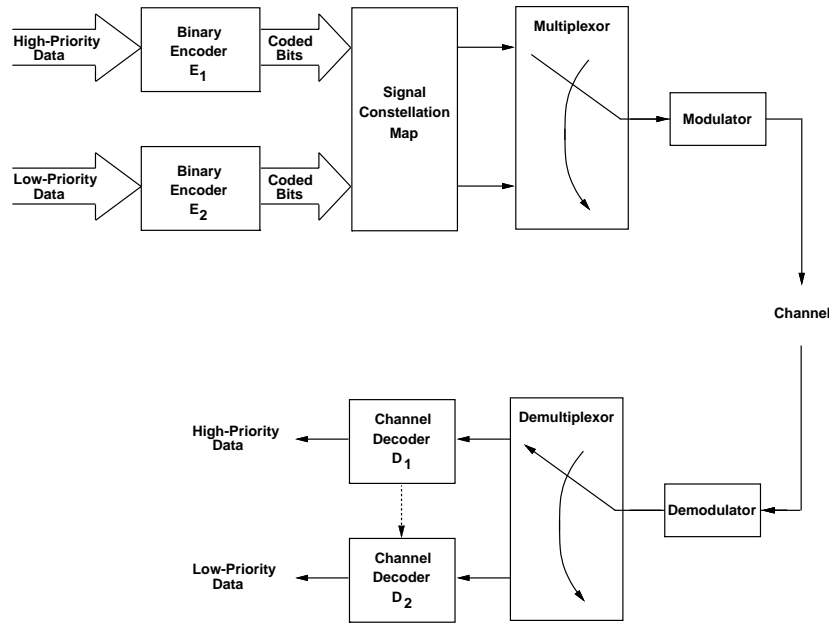 High-Priority
Data
Binary
Encoder
E1
Coded
Bits
Signal
Constellation
Map
Multiplexor
Modulator
Low-Priority
Data
Binary
Encoder
E2
Coded
Bits
Channel
High-Priority
Data
Channel
Decoder
D1
Demultiplexor
Demodulator
Low-Priority
Data
Channel
Decoder
D2